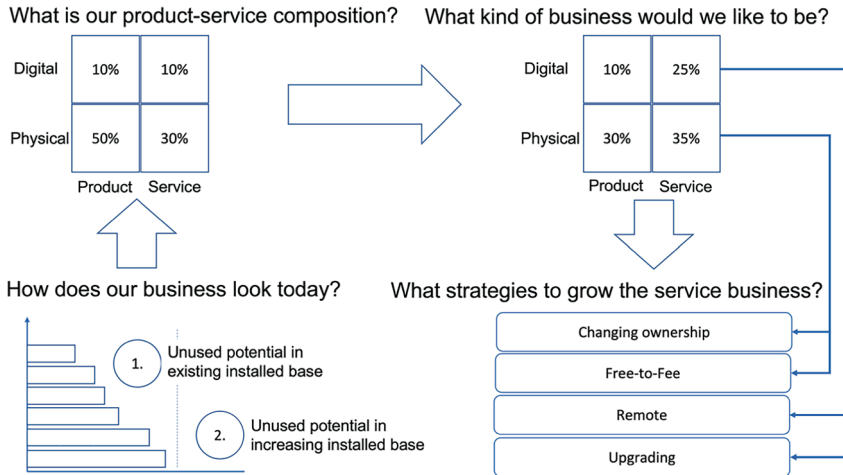 What is our product-service composition?
Digital 10% 10%
Physical 50% 30%
Product Service
What kind of business would we like to be?
Digital 10% 25%
Physical 30% 35%
Product Service
How does our business look today?
1. Unused potential in
existing installed base
2. Unused potential in
increasing installed base
What strategies to grow the service business?
Changing ownership
Free-to-Fee
Remote
Upgrading